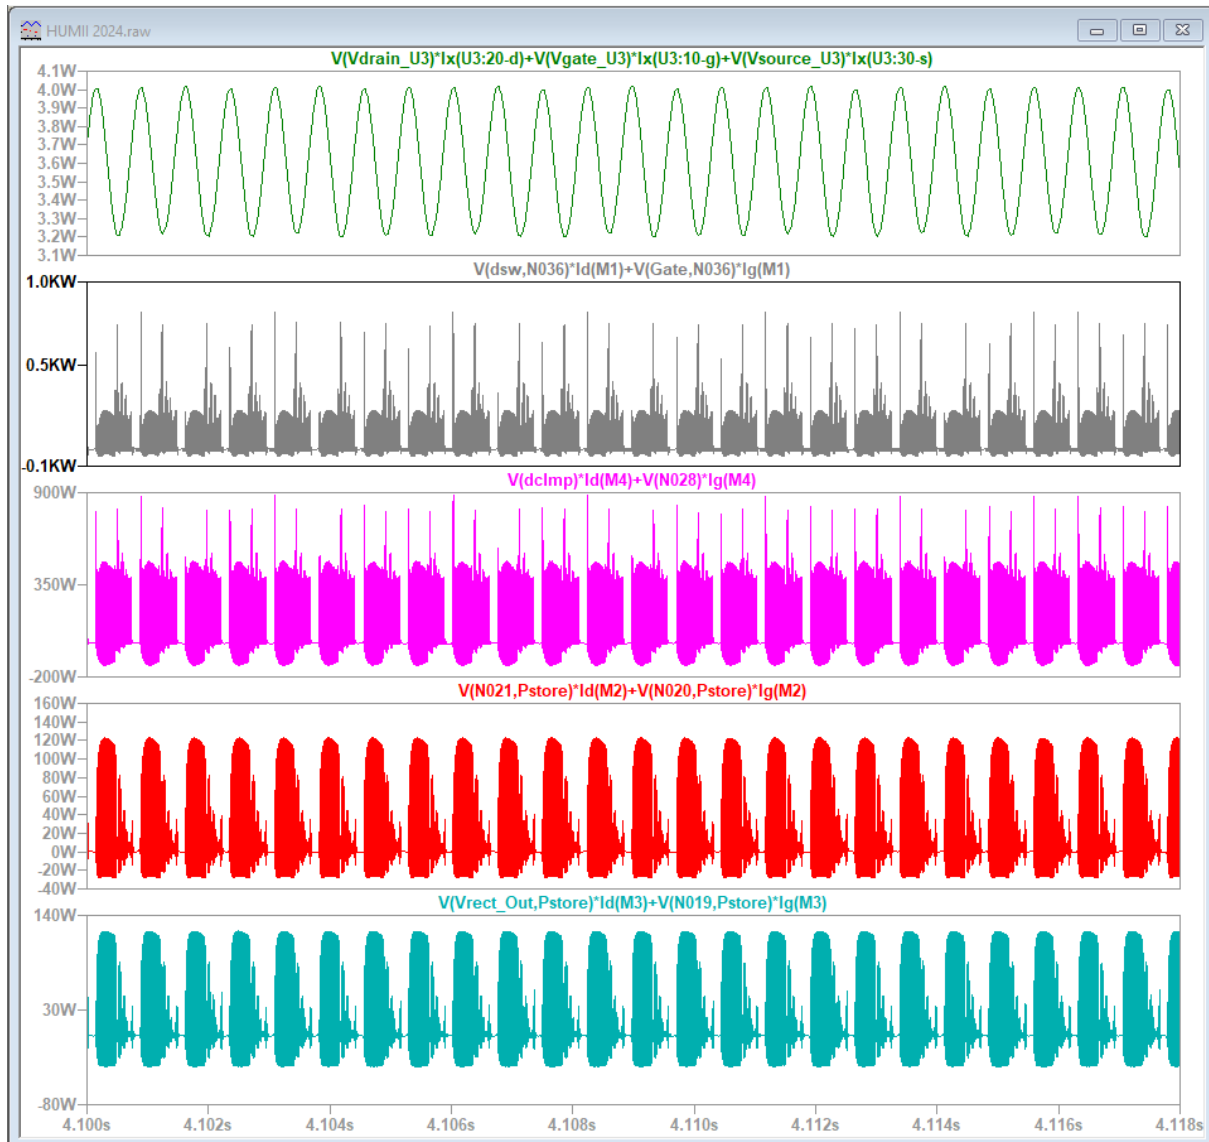 HUMII 2024.raw
V(Vdrain_U3)*Ix(U3:20-d)+V(Vgate_U3)*Ix(U3:10-g)+V(Vsource_U3)*Ix(U3:30-s)
4.1W
4.0W
3.9W
3.8W
3.7W
3.6W
3.5W
3.4W
3.3W
3.2W
3.1W
V(dsw,N036)*Id(M1)+V(Gate,N036)*Ig(M1)
1.0KW
0.5KW
-0.1KW
V(dclmp)*Id(M4)+V(N028)*Ig(M4)
900W
350W
-200W
V(N021,Pstore)*Id(M2)+V(N020,Pstore)*Ig(M2)
160W
140W
120W
100W
80W
60W
40W
20W
0W
-20W
-40W
V(Vrect_Out,Pstore)*Id(M3)+V(N019,Pstore)*Ig(M3)
140W
30W
-80W
4.100s 4.102s 4.104s 4.106s 4.108s 4.110s 4.112s 4.114s 4.116s 4.118s